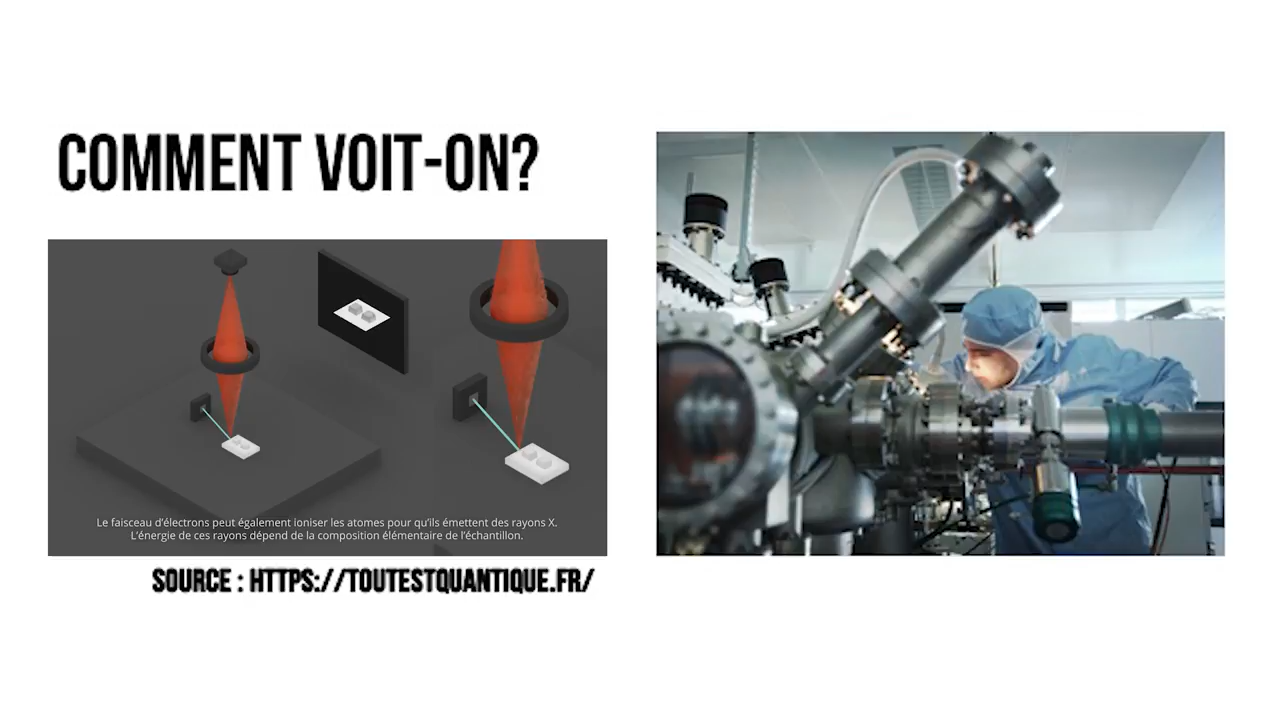 COMMENT VOIT-ON?
Le faisceau d'électrons peut également ioniser les atomes pour qu'ils émettent des rayons X.
L'énergie de ces rayons dépend de la composition élémentaire de l'échantillon.
SOURCE : HTTPS://TOUTESTQUANTIQUE.FR/